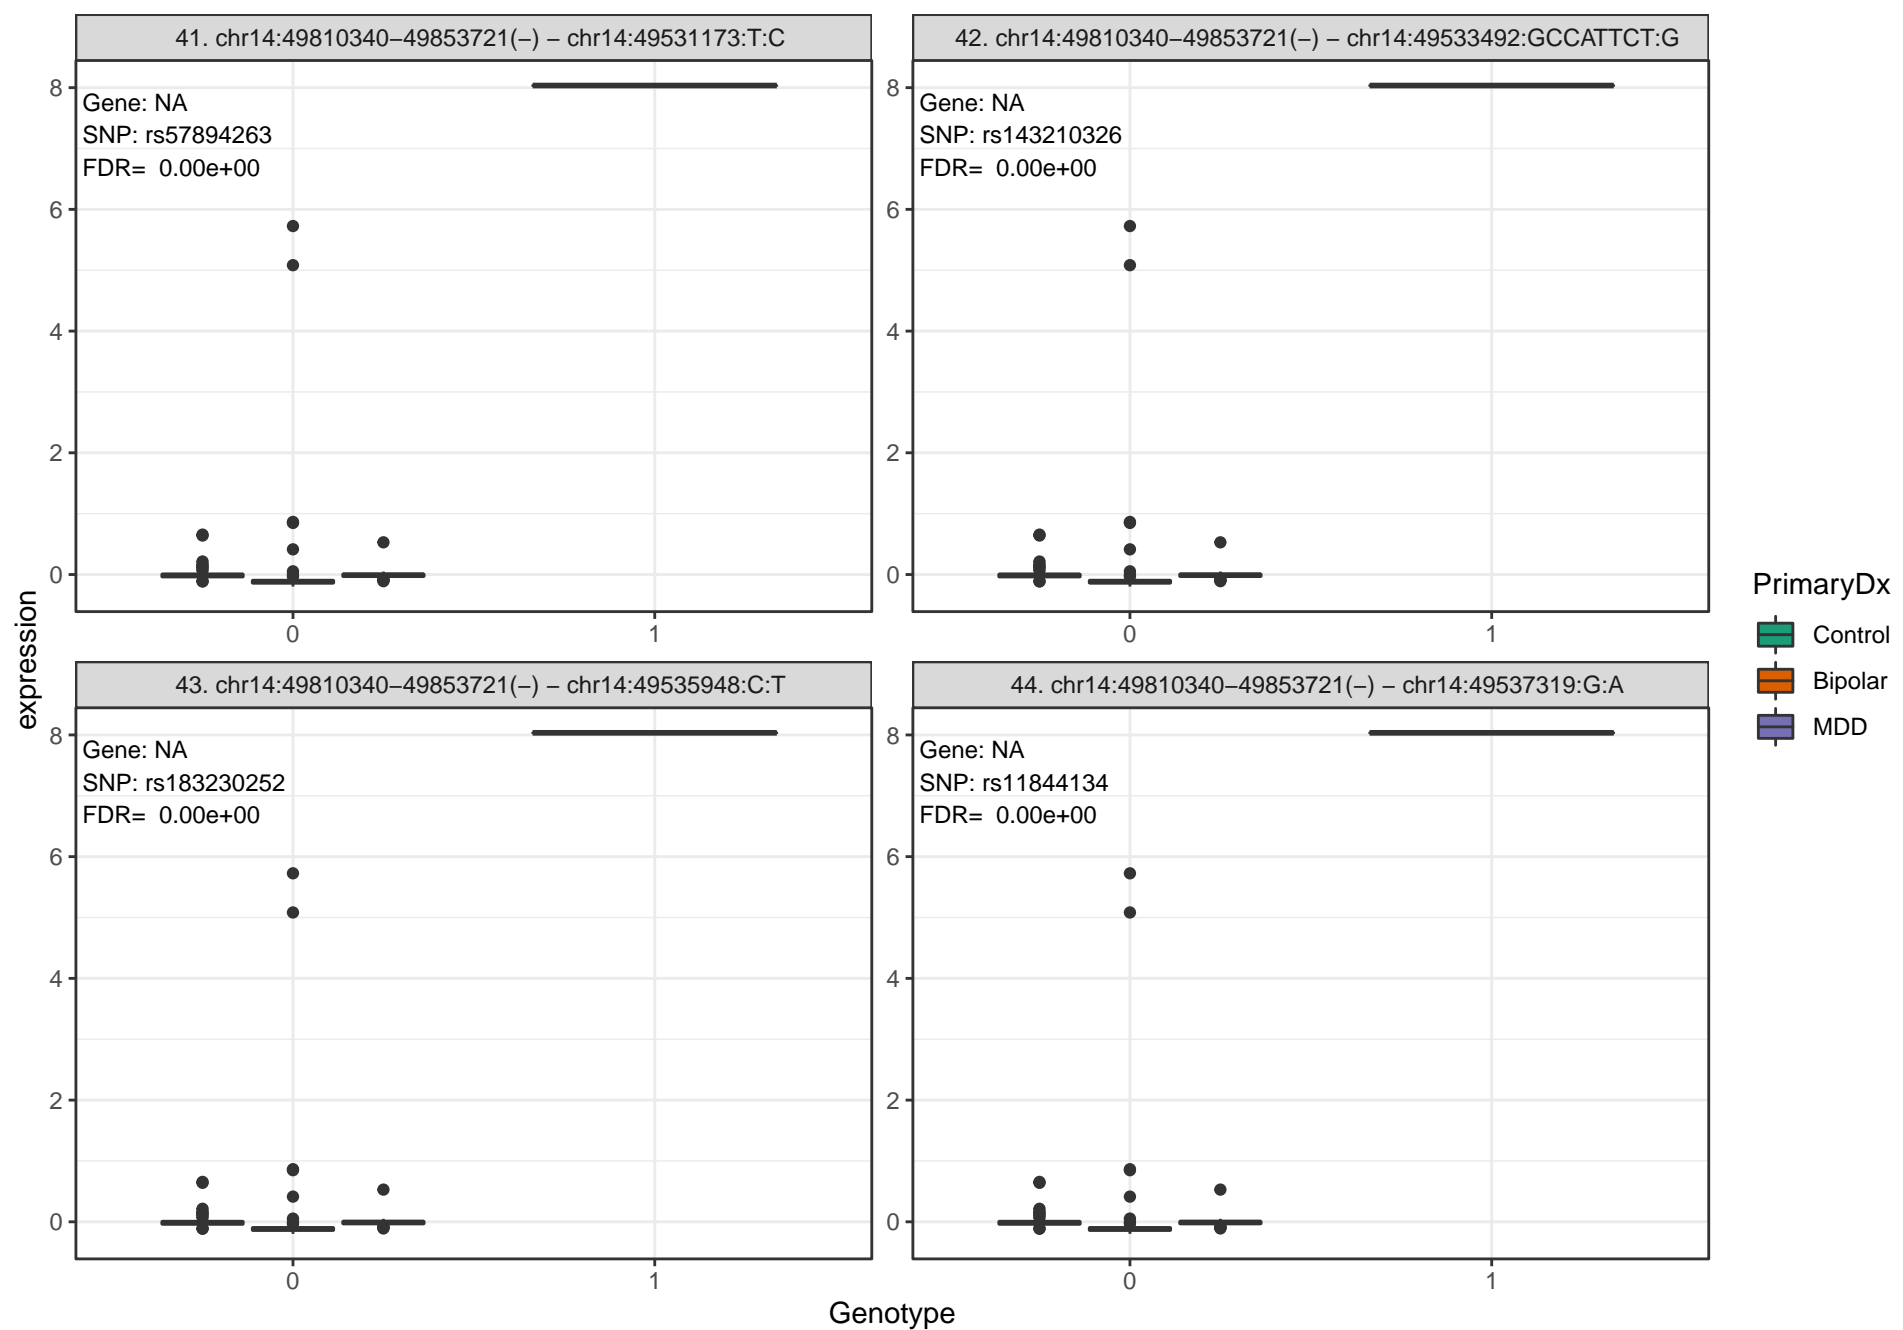 41. chr14:49810340−49853721(−) − chr14:49531173:T:C
42. chr14:49810340−49853721(−) − chr14:49533492:GCCATTCT:G
Gene: NA
SNP: rs57894263
FDR= 0.00e+00
Gene: NA
SNP: rs143210326
FDR= 0.00e+00
8
6
4
2
0
8
6
4
2
0
0
1
0
1
43. chr14:49810340−49853721(−) − chr14:49535948:C:T
44. chr14:49810340−49853721(−) − chr14:49537319:G:A
Gene: NA
SNP: rs183230252
FDR= 0.00e+00
Gene: NA
SNP: rs11844134
FDR= 0.00e+00
8
6
4
2
0
8
6
4
2
0
0
1
0
1
expression
Genotype
PrimaryDx
Control
Bipolar
MDD